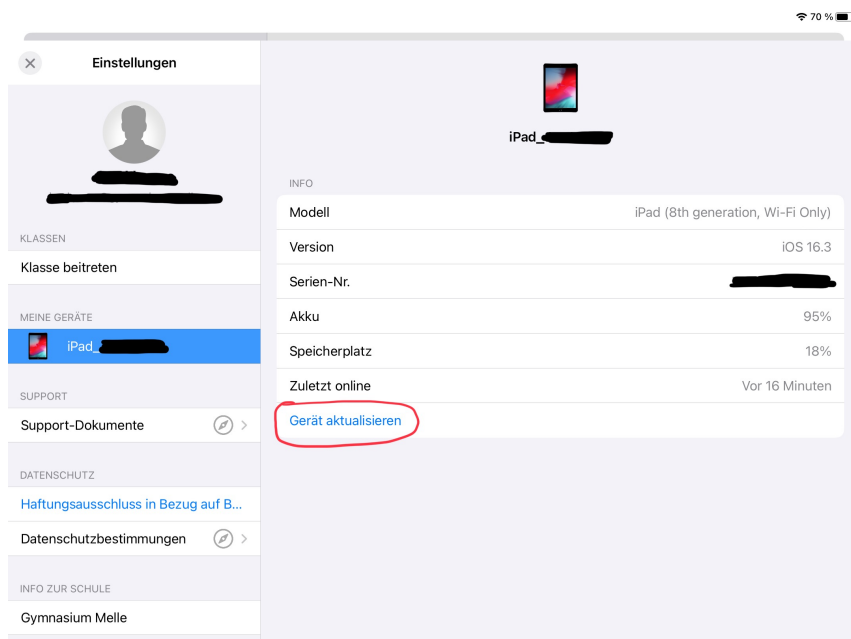 70 %
Einstellungen
KLASSEN
Klasse beitreten
MEINE GERÄTE
iPad_
SUPPORT
Support-Dokumente
DATENSCHUTZ
Haftungsausschluss in Bezug auf B...
Datenschutzbestimmungen
INFO ZUR SCHULE
Gymnasium Melle
iPad_
INFO
Modell iPad (8th generation, Wi-Fi Only)
Version iOS 16.3
Serien-Nr.
Akku 95%
Speicherplatz 18%
Zuletzt online Vor 16 Minuten
Gerät aktualisieren